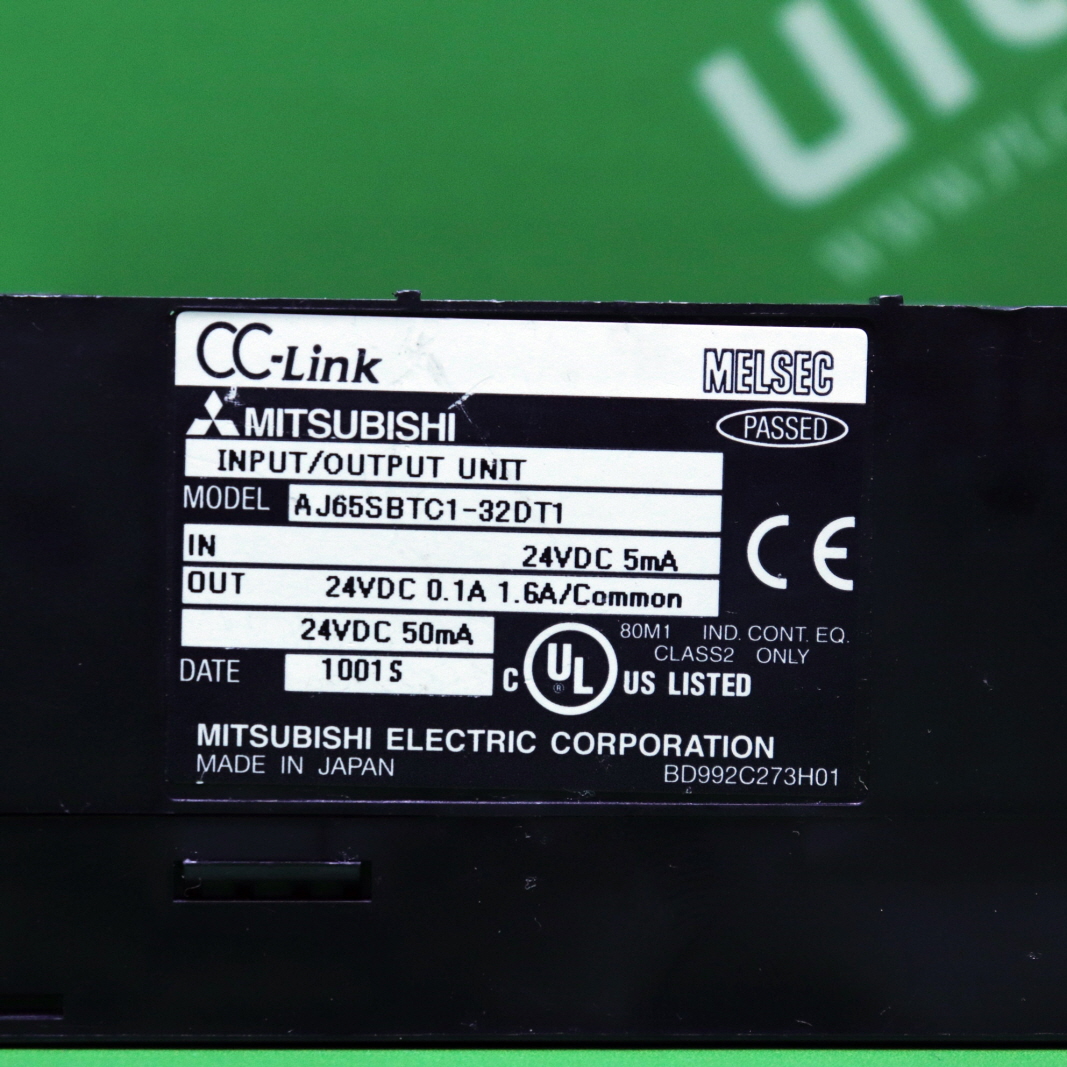 CC-Link MELSEC
MITSUBISHI PASSED
INPUT/OUTPUT UNIT
MODEL AJ65SBTC1-32DT1
IN 24VDC 5mA
CE
OUT 24VDC 0.1A 1.6A/Common
24VDC 50mA
80M1 IND. CONT. EQ.
CLASS2 ONLY
DATE 1001S
C UL ® US LISTED
MITSUBISHI ELECTRIC CORPORATION
MADE IN JAPAN BD992C273H01